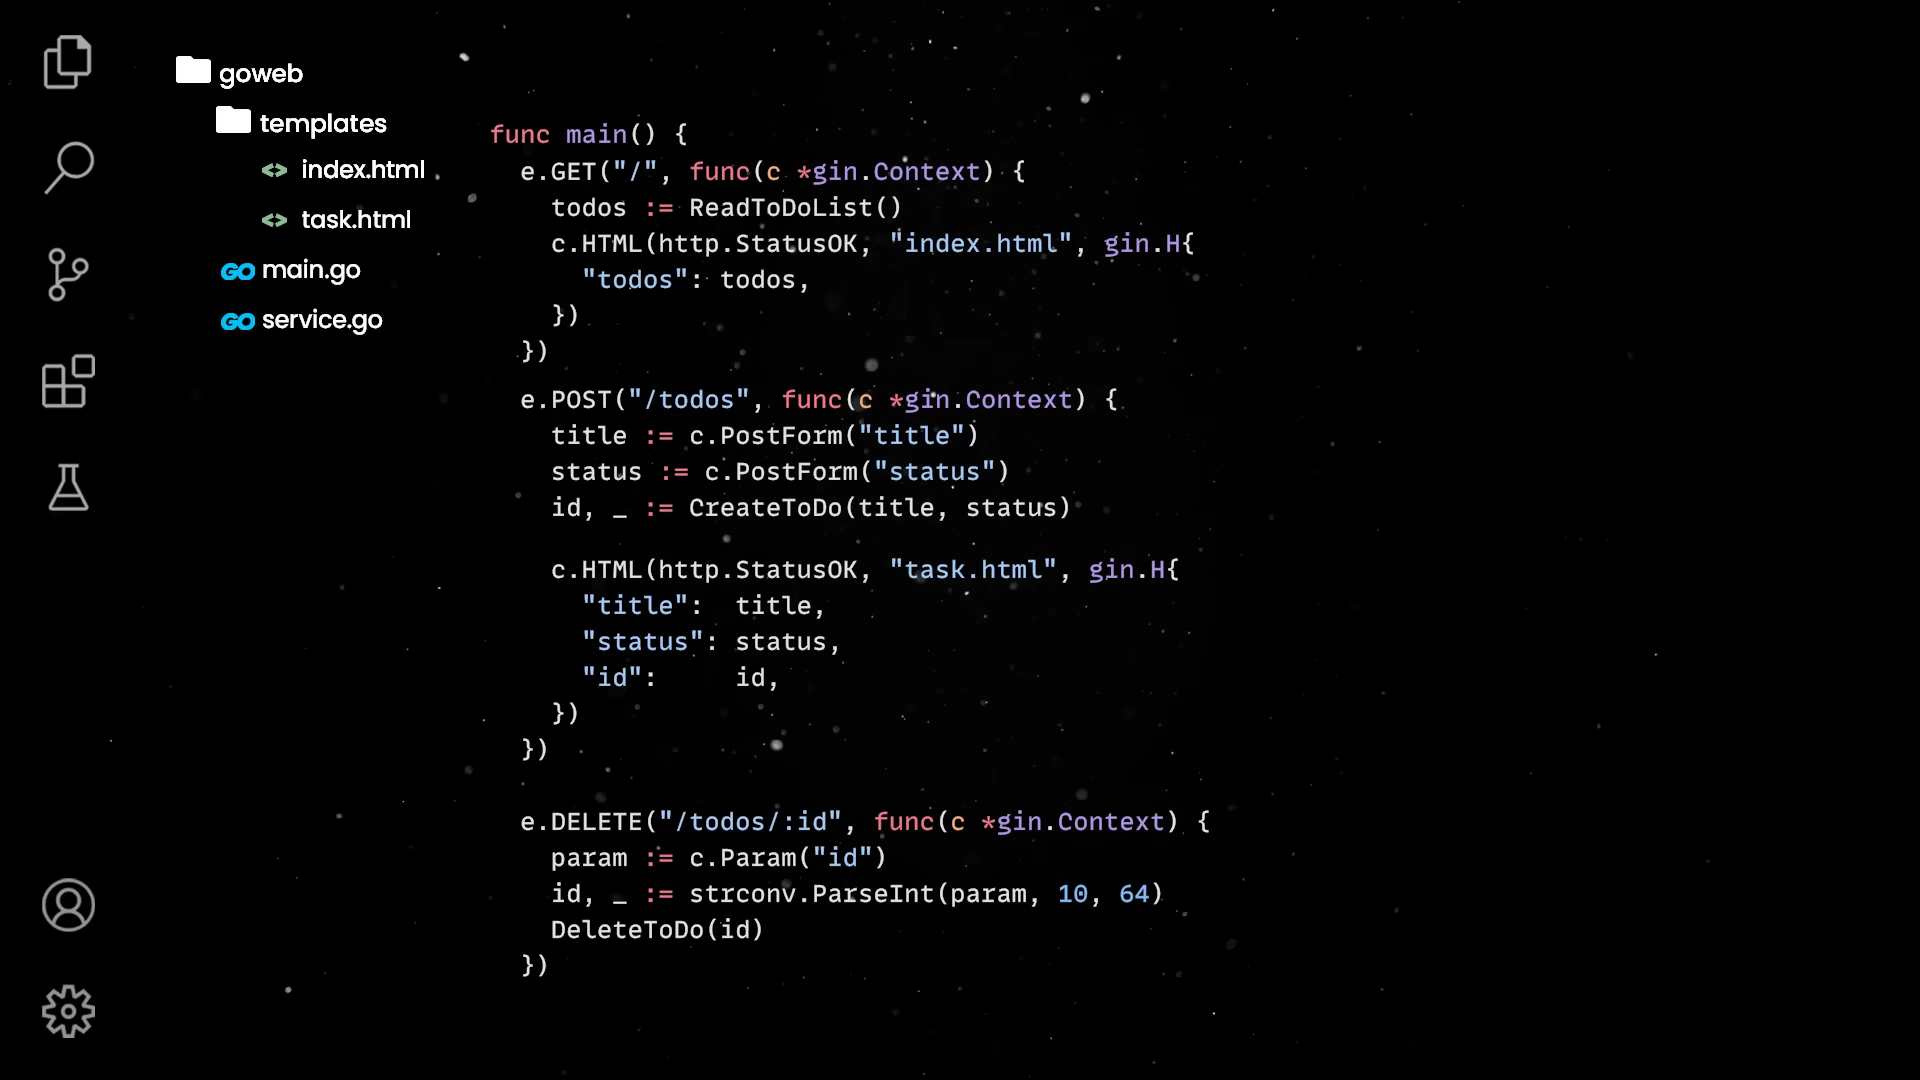 goweb
templates
index.html
task.html
GO main.go
GO service.go
func main() {
  e.GET("/", func(c *gin.Context) {
    todos := ReadToDoList()
    c.HTML(http.StatusOK, "index.html", gin.H{
      "todos": todos,
    })
  })
  e.POST("/todos", func(c *gin.Context) {
    title := c.PostForm("title")
    status := c.PostForm("status")
    id, _ := CreateToDo(title, status)
    c.HTML(http.StatusOK, "task.html", gin.H{
      "title":  title,
      "status": status,
      "id":     id,
    })
  })
  e.DELETE("/todos/:id", func(c *gin.Context) {
    param := c.Param("id")
    id, _ := strconv.ParseInt(param, 10, 64)
    DeleteToDo(id)
  })